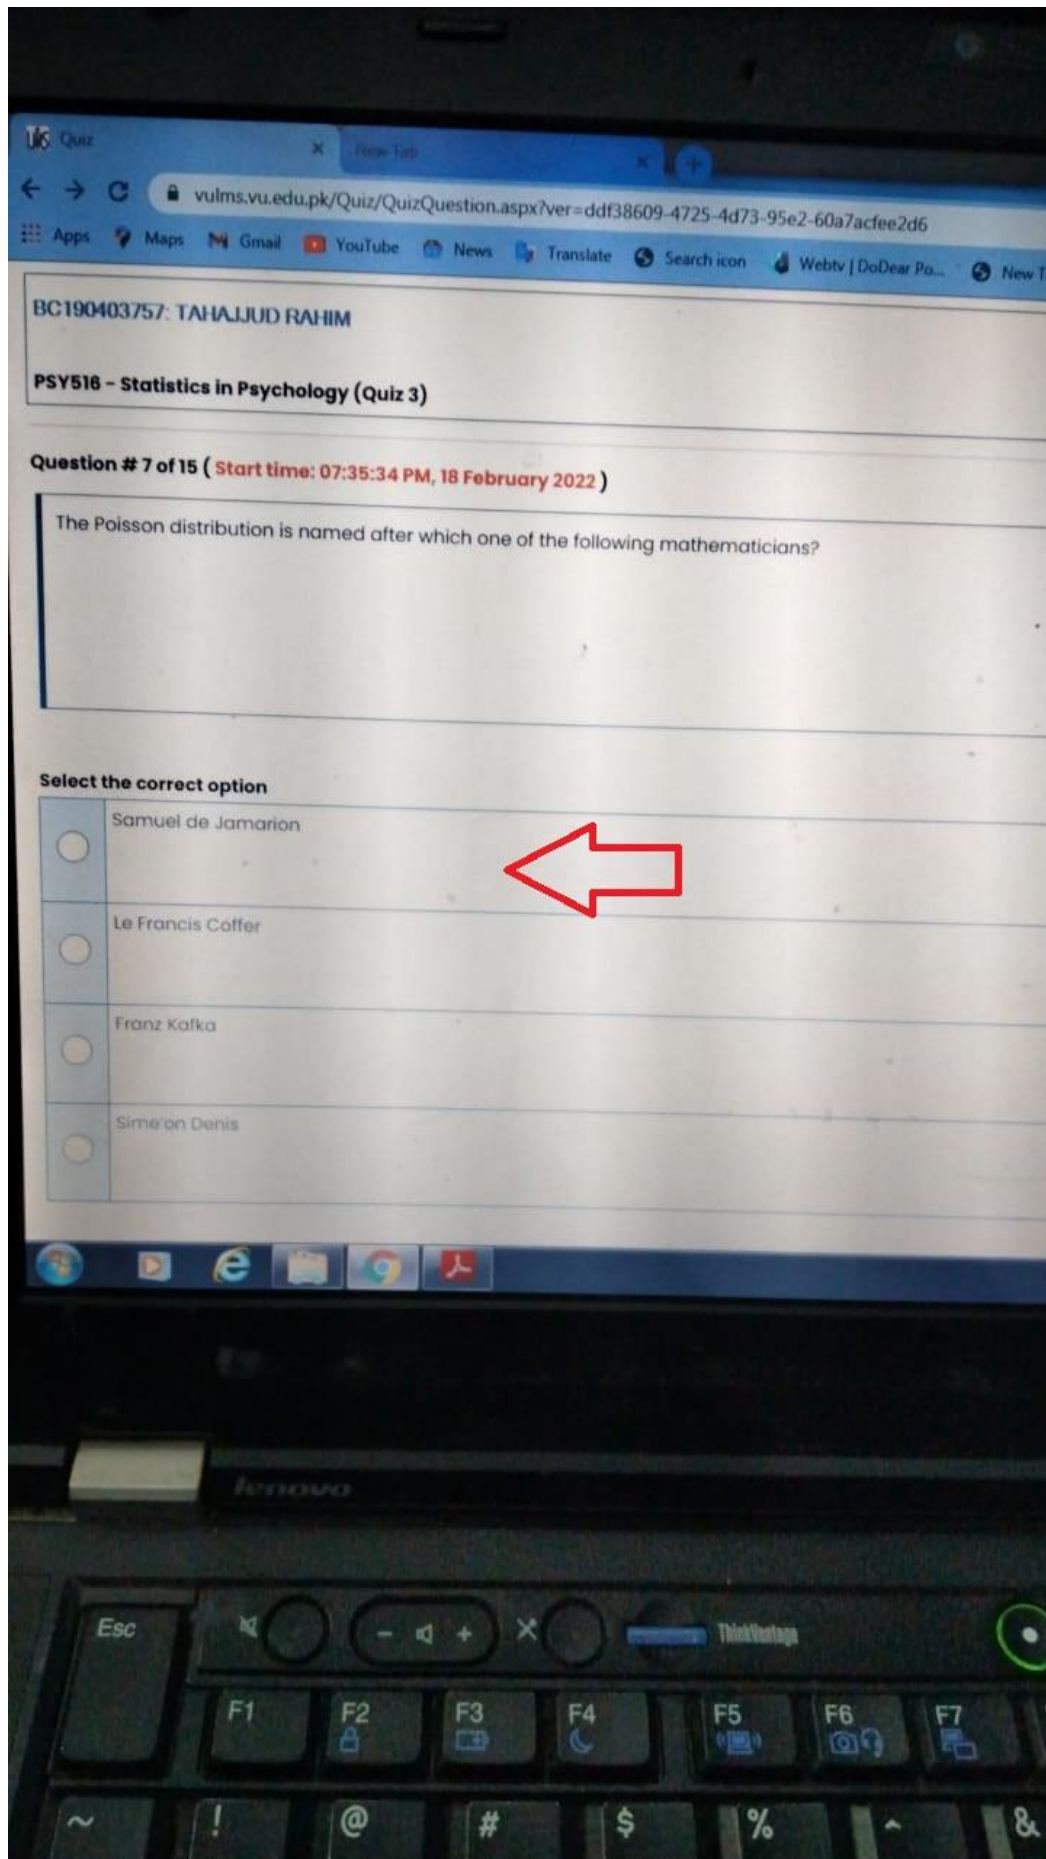 Quiz
New Tab
vulms.vu.edu.pk/Quiz/QuizQuestion.aspx?ver=ddf38609-4725-4d73-95e2-60a7acfee2d6
Apps Maps Gmail YouTube News Translate Search icon Webtv | DoDear Po... New T
BC190403757: TAHAJJUD RAHIM
PSY516 - Statistics in Psychology (Quiz 3)
Question # 7 of 15 ( Start time: 07:35:34 PM, 18 February 2022 )
The Poisson distribution is named after which one of the following mathematicians?
Select the correct option
Samuel de Jamarion
Le Francis Coffer
Franz Kafka
Sime'on Denis
lenovo
Esc - + ThinkVantage
F1 F2 F3 F4 F5 F6 F7
~ ! @ # $ % ^ &